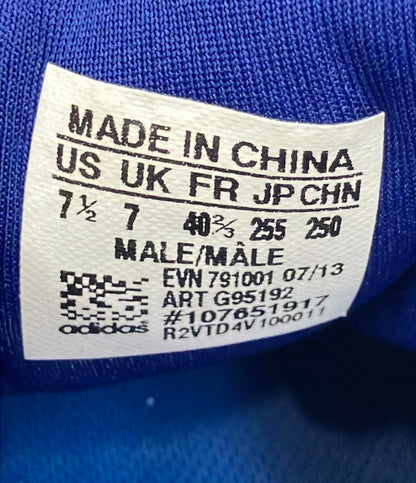 MADE IN CHINA
US UK FR JP CHN
7½ 7 40⅔ 255 250
MALE/MÂLE
EVN 791001 07/13
ART G95192
#107651917
adidas R2VTD4V100011